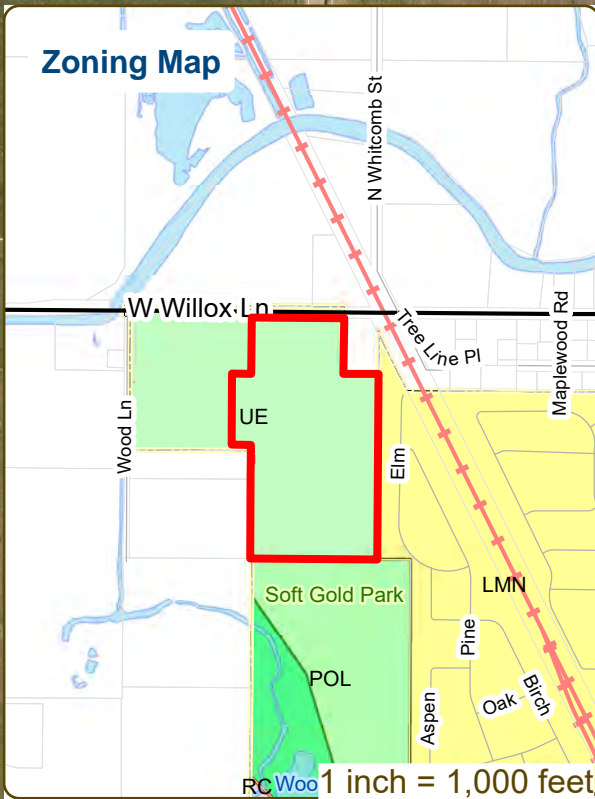 Zoning Map
N Whitcomb St
W Willox Ln
Tree Line Pl
Maplewood Rd
Wood Ln
UE
Elm
LMN
Soft Gold Park
Pine
POL
Birch
Oak
Aspen
RC
Woo
1 inch = 1,000 feet